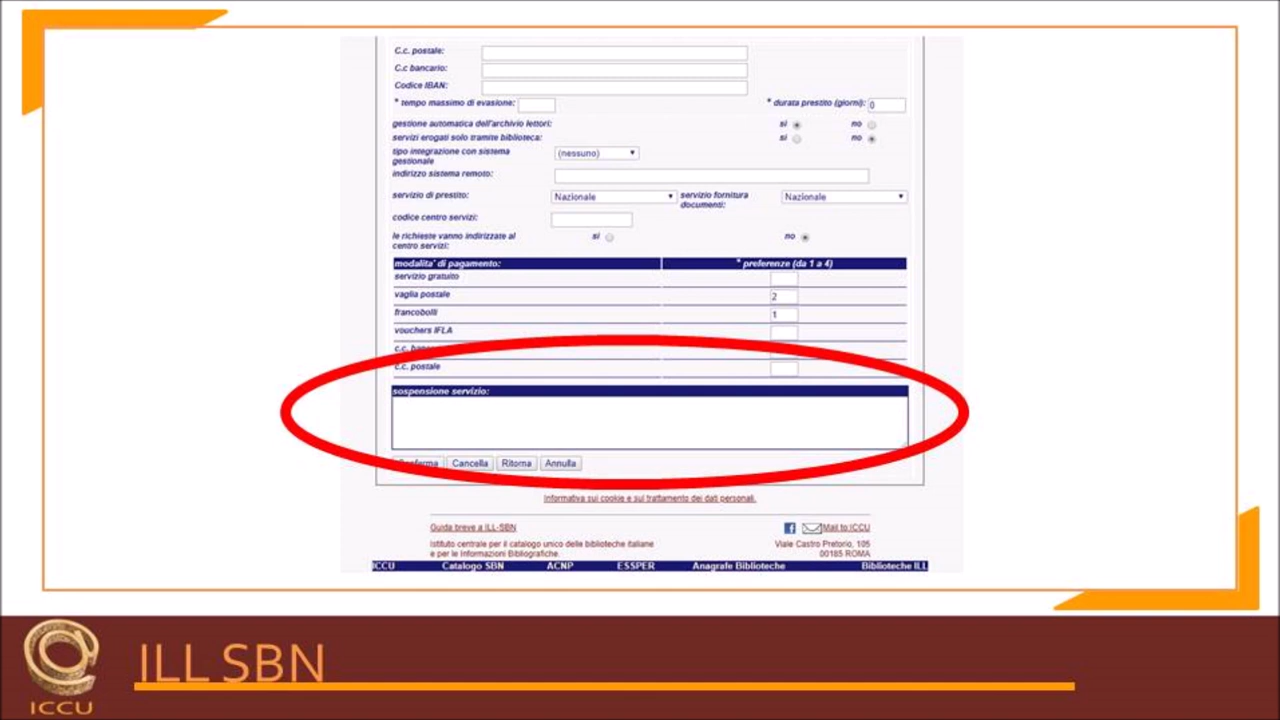 C.c. postale:
C.c bancario:
Codice IBAN:
* tempo massimo di evasione: * durata prestito (giorni): 0
gestione automatica dell'archivio lettori: si no
servizi erogati solo tramite biblioteca: si no
tipo integrazione con sistema
gestionale (nessuno)
indirizzo sistema remoto:
servizio di prestito: Nazionale servizio fornitura
documenti: Nazionale
codice centro servizi:
le richieste vanno indirizzate al
centro servizi: si no
modalita' di pagamento: * preferenze (da 1 a 4)
servizio gratuito
vaglia postale 2
francobolli 1
vouchers IFLA
c.c.
c.c. postale
sospensione servizio:
Cancella Ritorna Annulla
Informativa sui cookie e sul trattamento dei dati personali.
Guida breve a ILL-SBN Mail to ICCU
Istituto centrale per il catalogo unico delle biblioteche italiane
e per le Informazioni Bibliografiche.
Viale Castro Pretorio, 105
00185 ROMA
ICCU Catalogo SBN ACNP ESSPER Anagrafe Biblioteche Biblioteche ILL
ILL SBN
ICCU